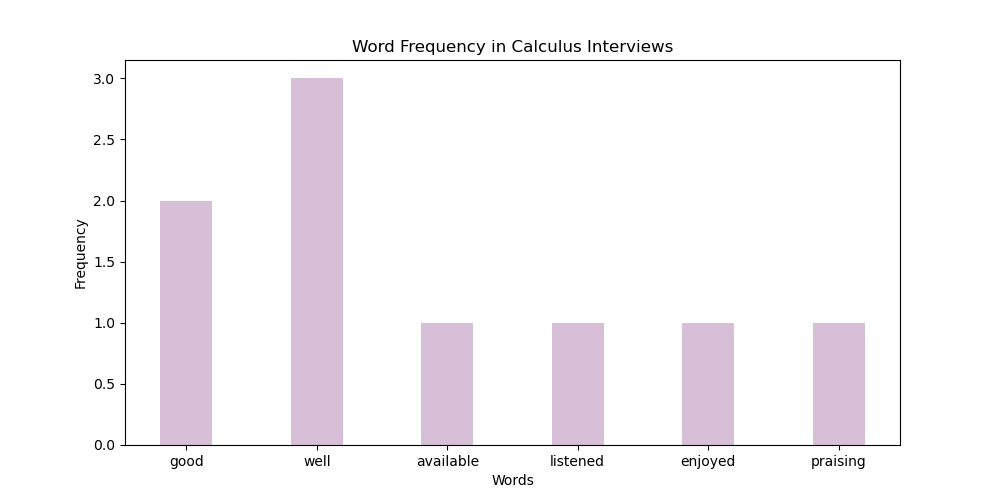 Word Frequency in Calculus Interviews
3.0
2.5
2.0
1.5
1.0
0.5
0.0
Frequency
good well available listened enjoyed praising
Words